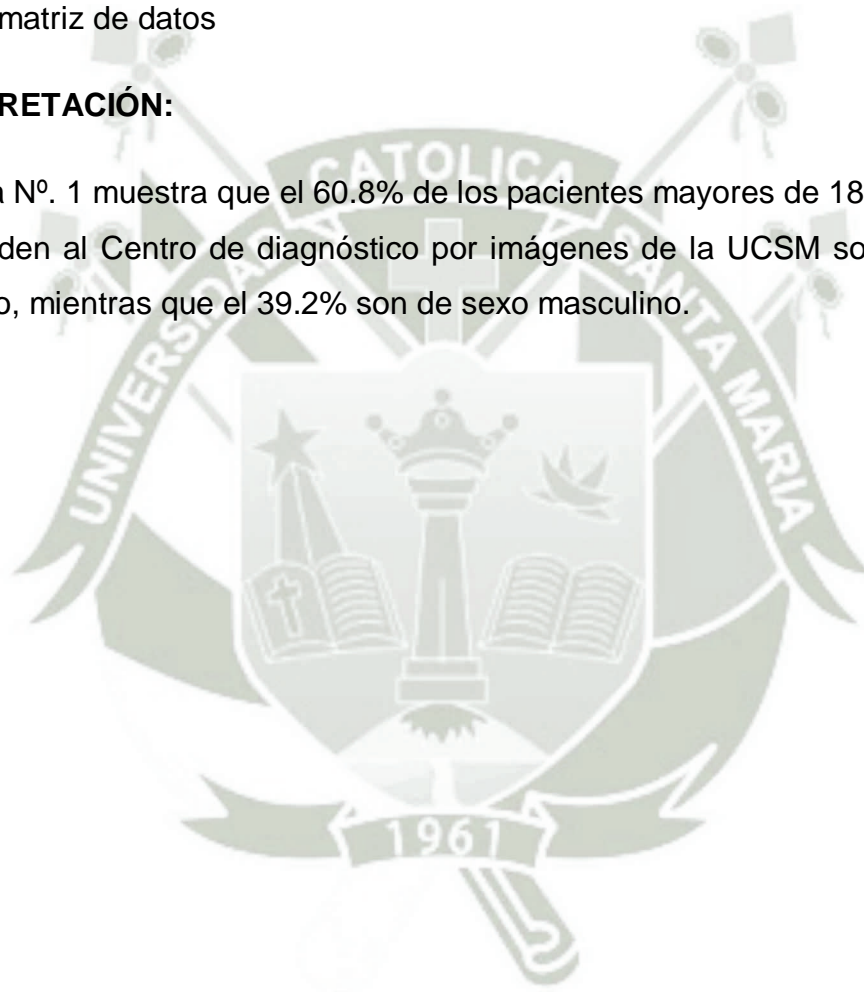 matriz de datos
RETACIÓN:
a Nº. 1 muestra que el 60.8% de los pacientes mayores de 18
den al Centro de diagnóstico por imágenes de la UCSM so
o, mientras que el 39.2% son de sexo masculino.
UNIVERSIDAD CATOLICA SANTA MARIA
1961